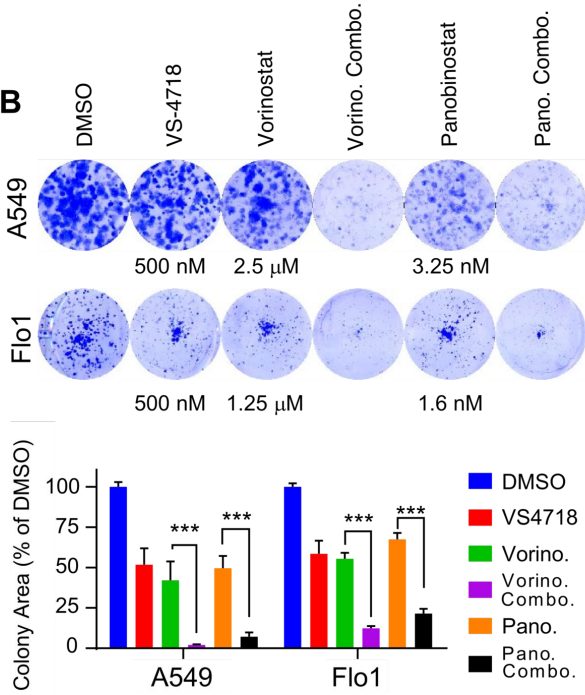 B
DMSO
VS-4718
Vorinostat
Vorino. Combo.
Panobinostat
Pano. Combo.
A549
500 nM 2.5 μM 3.25 nM
Flo1
500 nM 1.25 μM 1.6 nM
Colony Area (% of DMSO)
100
75
50
25
0
*** *** *** ***
A549 Flo1
DMSO
VS4718
Vorino.
Vorino.
Combo.
Pano.
Pano.
Combo.